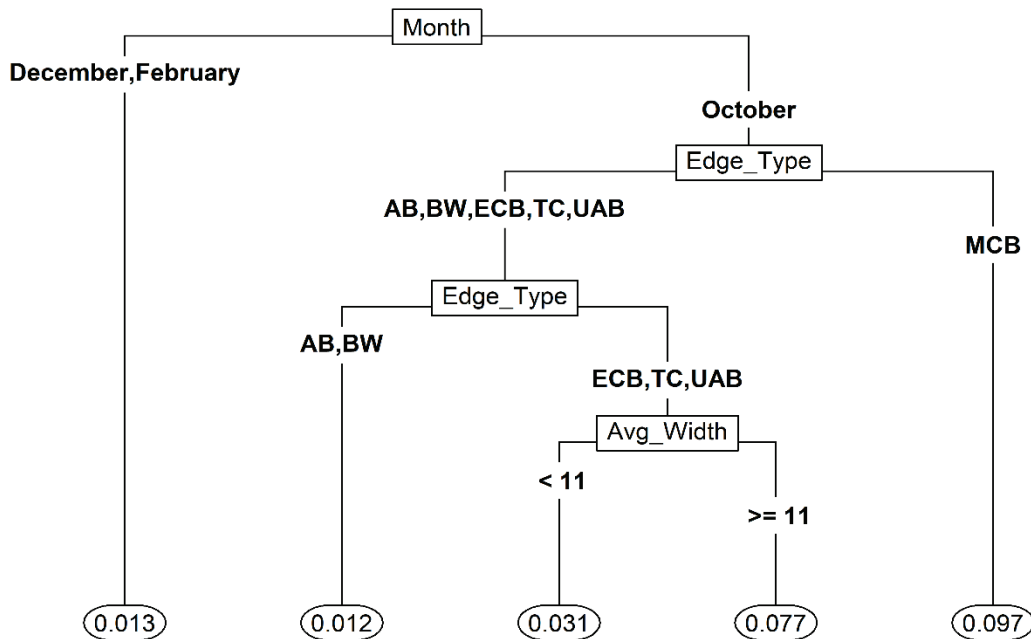 Month
December,February
October
Edge_Type
AB,BW,ECB,TC,UAB
MCB
Edge_Type
AB,BW
ECB,TC,UAB
Avg_Width
< 11
>= 11
0.013 0.012 0.031 0.077 0.097